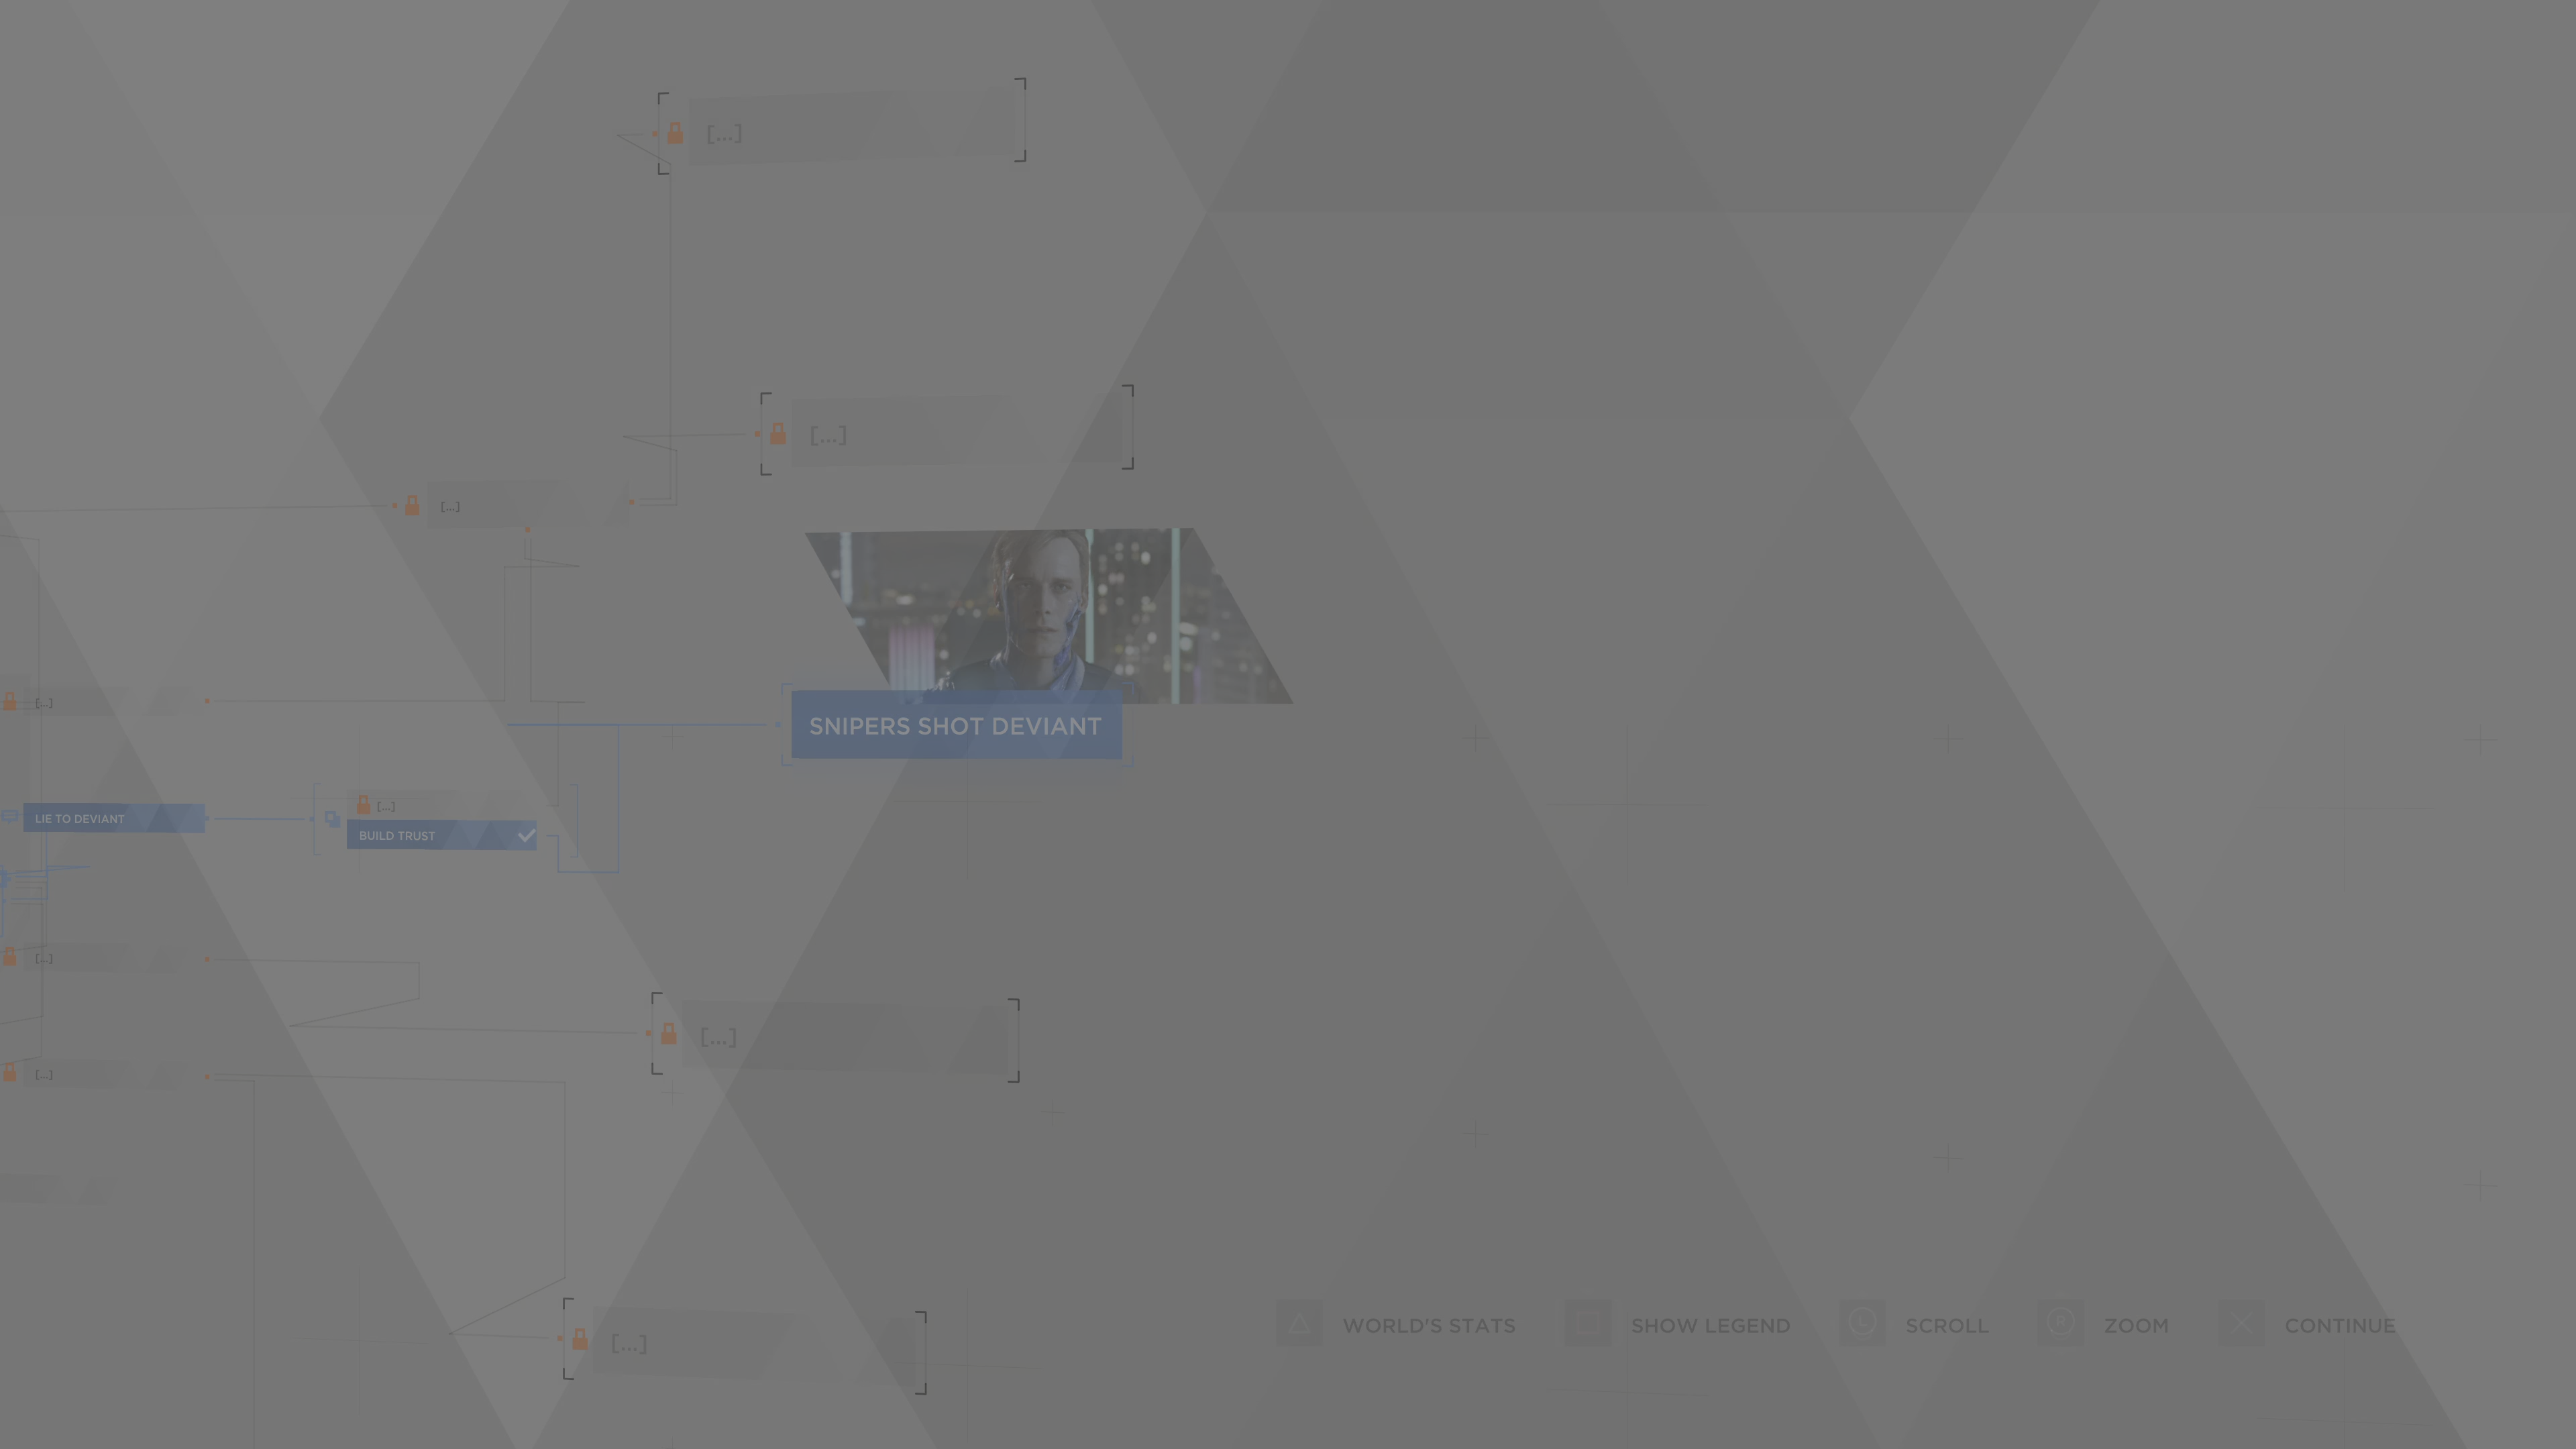 [...]
[...]
[...]
[...]
SNIPERS SHOT DEVIANT
[...]
LIE TO DEVIANT
BUILD TRUST
[...]
[...]
[...]
WORLD'S STATS
SHOW LEGEND
L
SCROLL
R
ZOOM
CONTINUE
[...]